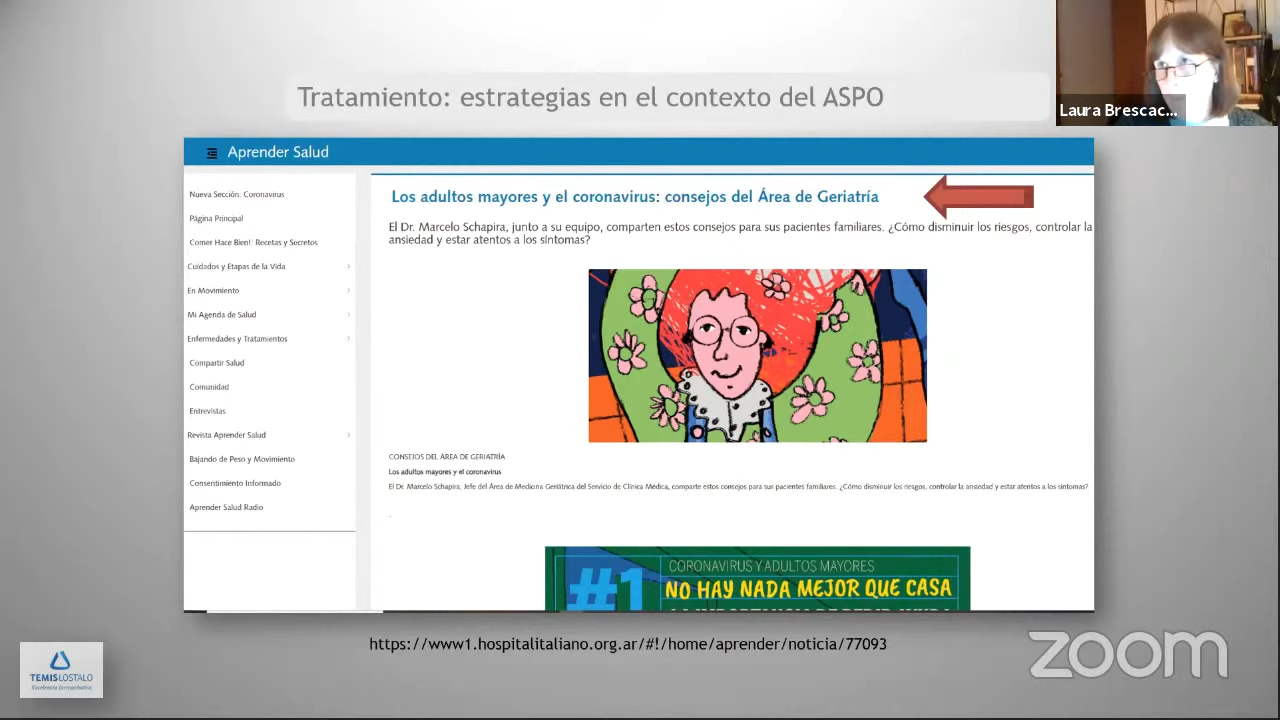 Tratamiento: estrategias en el contexto del ASPO
Laura Brescac...
Aprender Salud
Nueva Sección: Coronavirus
Página Principal
Comer Hace Bien!: Recetas y Secretos
Cuidados y Etapas de la Vida
En Movimiento
Mi Agenda de Salud
Enfermedades y Tratamientos
Compartir Salud
Comunidad
Entrevistas
Revista Aprender Salud
Bajando de Peso y Movimiento
Consentimiento Informado
Aprender Salud Radio
Los adultos mayores y el coronavirus: consejos del Área de Geriatría
El Dr. Marcelo Schapira, junto a su equipo, comparten estos consejos para sus pacientes familiares. ¿Cómo disminuir los riesgos, controlar la
ansiedad y estar atentos a los síntomas?
CONSEJOS DEL ÁREA DE GERIATRÍA
Los adultos mayores y el coronavirus
El Dr. Marcelo Schapira, Jefe del Área de Medicina Geriátrica del Servicio de Clínica Médica, comparte estos consejos para sus pacientes familiares. ¿Cómo disminuir los riesgos, controlar la ansiedad y estar atentos a los síntomas?
#1
CORONAVIRUS Y ADULTOS MAYORES
NO HAY NADA MEJOR QUE CASA
https://www1.hospitalitaliano.org.ar/#!/home/aprender/noticia/77093
TEMISLOSTALO
Excelencia farmacéutica
zoom